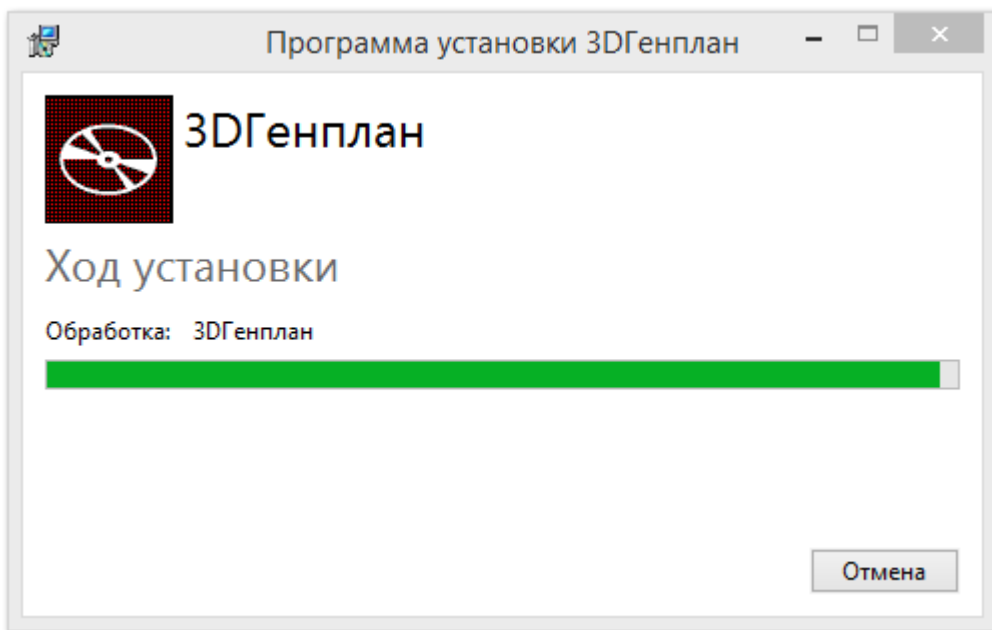 Программа установки 3DГенплан
3DГенплан
Ход установки
Обработка: 3DГенплан
Отмена